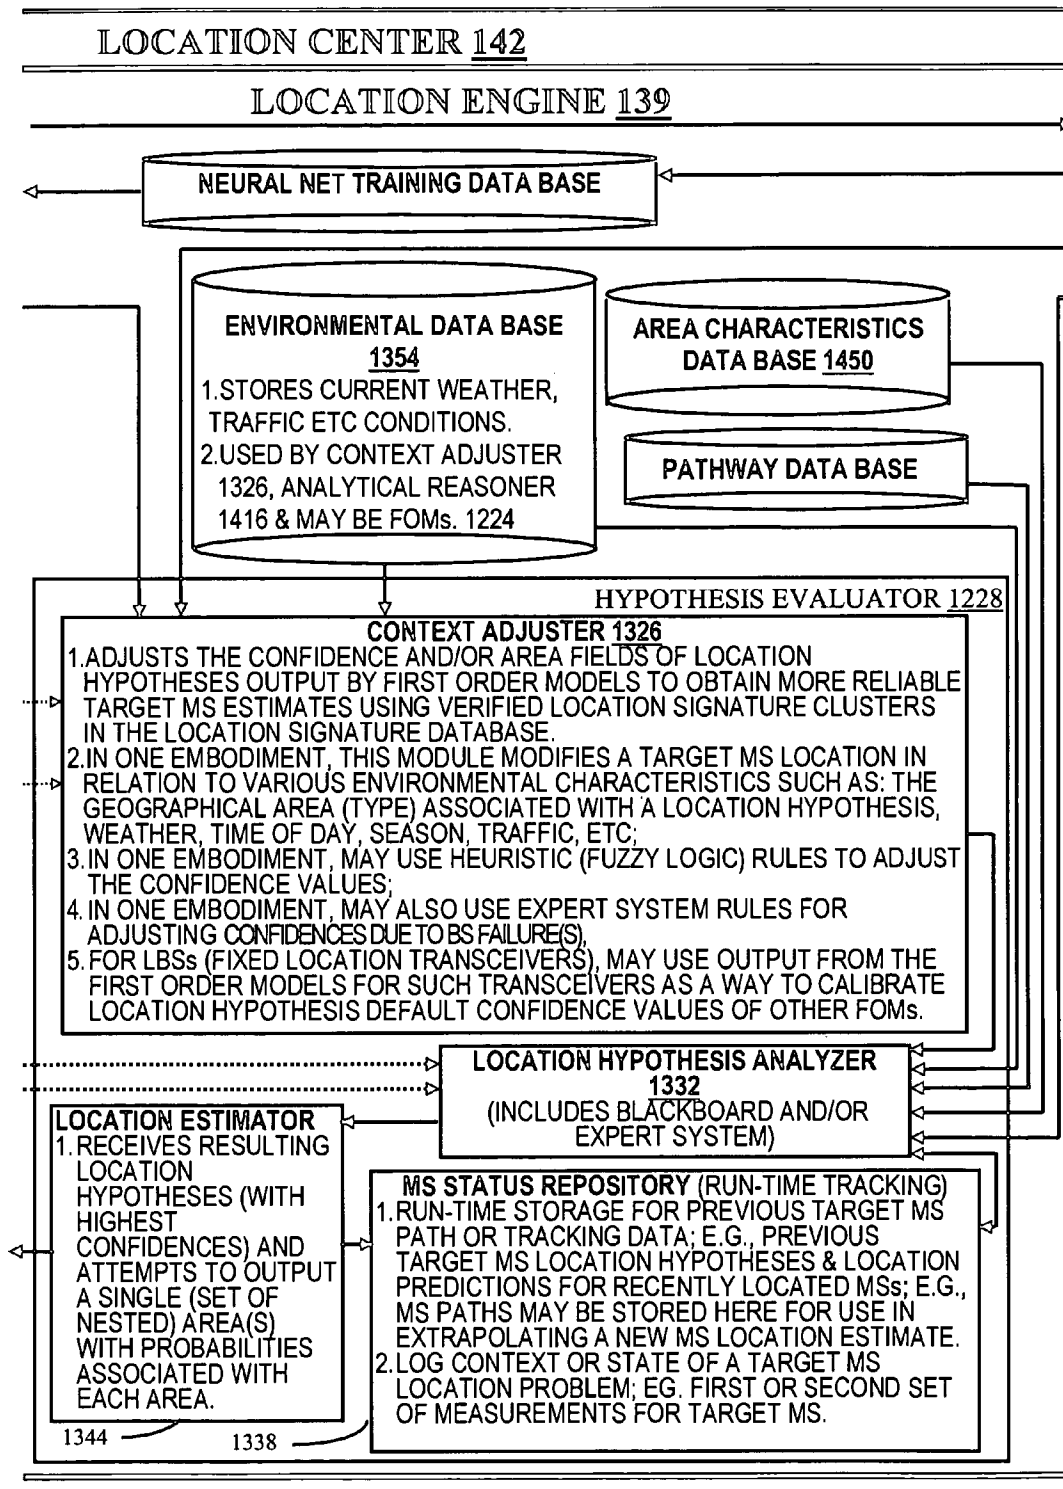 LOCATION CENTER 142
LOCATION ENGINE 139
NEURAL NET TRAINING DATA BASE
ENVIRONMENTAL DATA BASE
1354
1.STORES CURRENT WEATHER,
TRAFFIC ETC CONDITIONS.
2.USED BY CONTEXT ADJUSTER
1326, ANALYTICAL REASONER
1416 & MAY BE FOMs. 1224
AREA CHARACTERISTICS
DATA BASE 1450
PATHWAY DATA BASE
HYPOTHESIS EVALUATOR 1228
CONTEXT ADJUSTER 1326
1.ADJUSTS THE CONFIDENCE AND/OR AREA FIELDS OF LOCATION
HYPOTHESES OUTPUT BY FIRST ORDER MODELS TO OBTAIN MORE RELIABLE
TARGET MS ESTIMATES USING VERIFIED LOCATION SIGNATURE CLUSTERS
IN THE LOCATION SIGNATURE DATABASE.
2.IN ONE EMBODIMENT, THIS MODULE MODIFIES A TARGET MS LOCATION IN
RELATION TO VARIOUS ENVIRONMENTAL CHARACTERISTICS SUCH AS: THE
GEOGRAPHICAL AREA (TYPE) ASSOCIATED WITH A LOCATION HYPOTHESIS,
WEATHER, TIME OF DAY, SEASON, TRAFFIC, ETC;
3.IN ONE EMBODIMENT, MAY USE HEURISTIC (FUZZY LOGIC) RULES TO ADJUST
THE CONFIDENCE VALUES;
4. IN ONE EMBODIMENT, MAY ALSO USE EXPERT SYSTEM RULES FOR
ADJUSTING CONFIDENCES DUE TO BS FAILURE(S),
5. FOR LBSs (FIXED LOCATION TRANSCEIVERS), MAY USE OUTPUT FROM THE
FIRST ORDER MODELS FOR SUCH TRANSCEIVERS AS A WAY TO CALIBRATE
LOCATION HYPOTHESIS DEFAULT CONFIDENCE VALUES OF OTHER FOMs.
LOCATION HYPOTHESIS ANALYZER
1332
(INCLUDES BLACKBOARD AND/OR
EXPERT SYSTEM)
LOCATION ESTIMATOR
1. RECEIVES RESULTING
LOCATION
HYPOTHESES (WITH
HIGHEST
CONFIDENCES) AND
ATTEMPTS TO OUTPUT
A SINGLE (SET OF
NESTED) AREA(S)
WITH PROBABILITIES
ASSOCIATED WITH
EACH AREA.
MS STATUS REPOSITORY (RUN-TIME TRACKING)
1.RUN-TIME STORAGE FOR PREVIOUS TARGET MS
PATH OR TRACKING DATA; E.G., PREVIOUS
TARGET MS LOCATION HYPOTHESES & LOCATION
PREDICTIONS FOR RECENTLY LOCATED MSs; E.G.,
MS PATHS MAY BE STORED HERE FOR USE IN
EXTRAPOLATING A NEW MS LOCATION ESTIMATE.
2.LOG CONTEXT OR STATE OF A TARGET MS
LOCATION PROBLEM; EG. FIRST OR SECOND SET
OF MEASUREMENTS FOR TARGET MS.
1344
1338